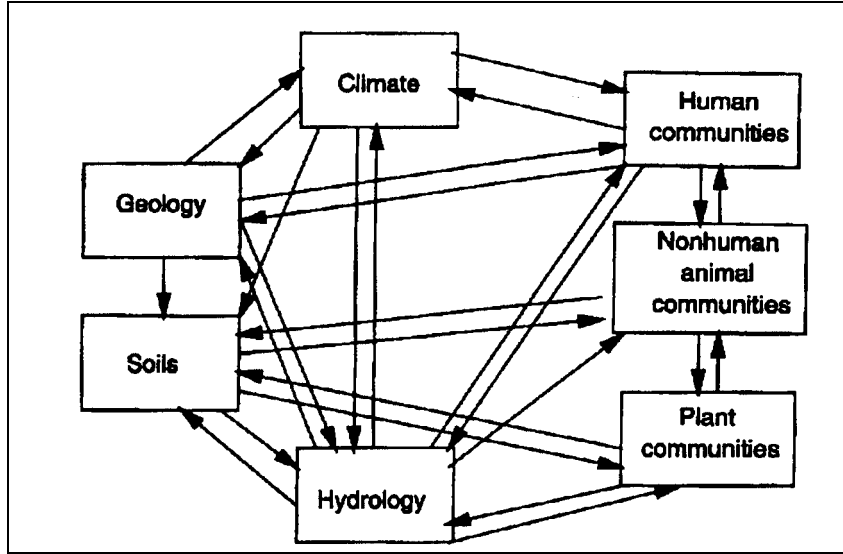 Climate
Human
communities
Geology
Nonhuman
animal
communities
Soils
Plant
communities
Hydrology